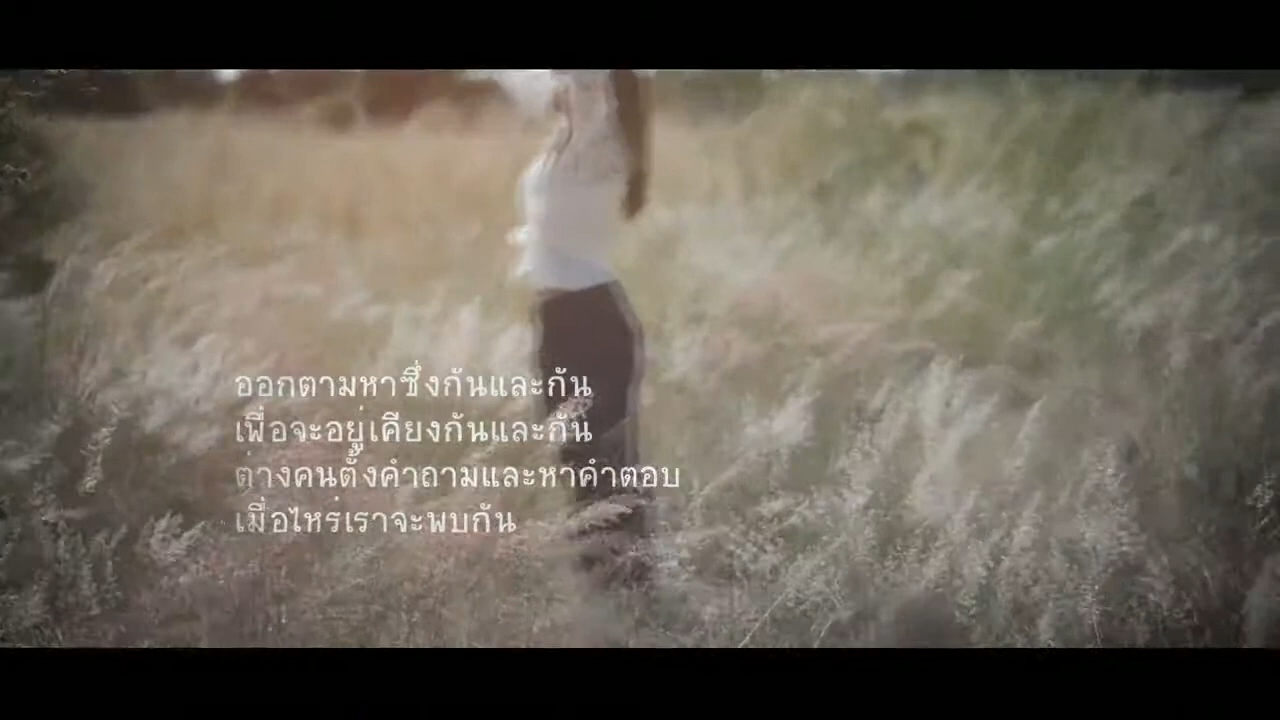 ออกตามหาซึ่งกันและกัน
เพื่อจะอยู่เคียงกันและกัน
ต่างคนตั้งคำถามและหาคำตอบ
เมื่อไหร่เราจะพบกัน